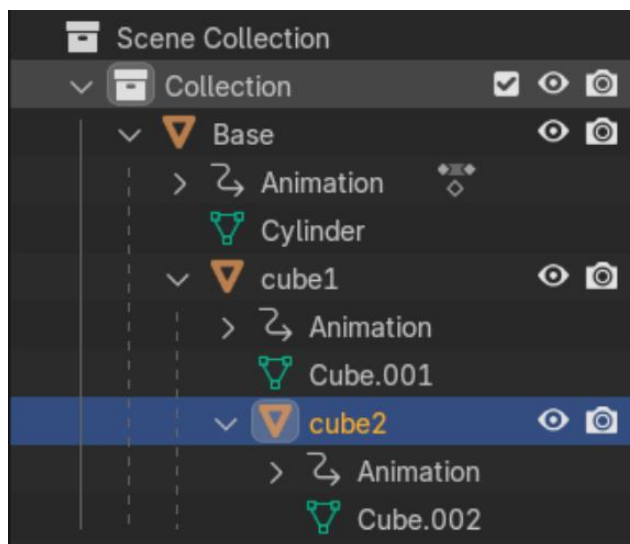 Scene Collection
Collection
Base
Animation
Cylinder
cube1
Animation
Cube.001
cube2
Animation
Cube.002